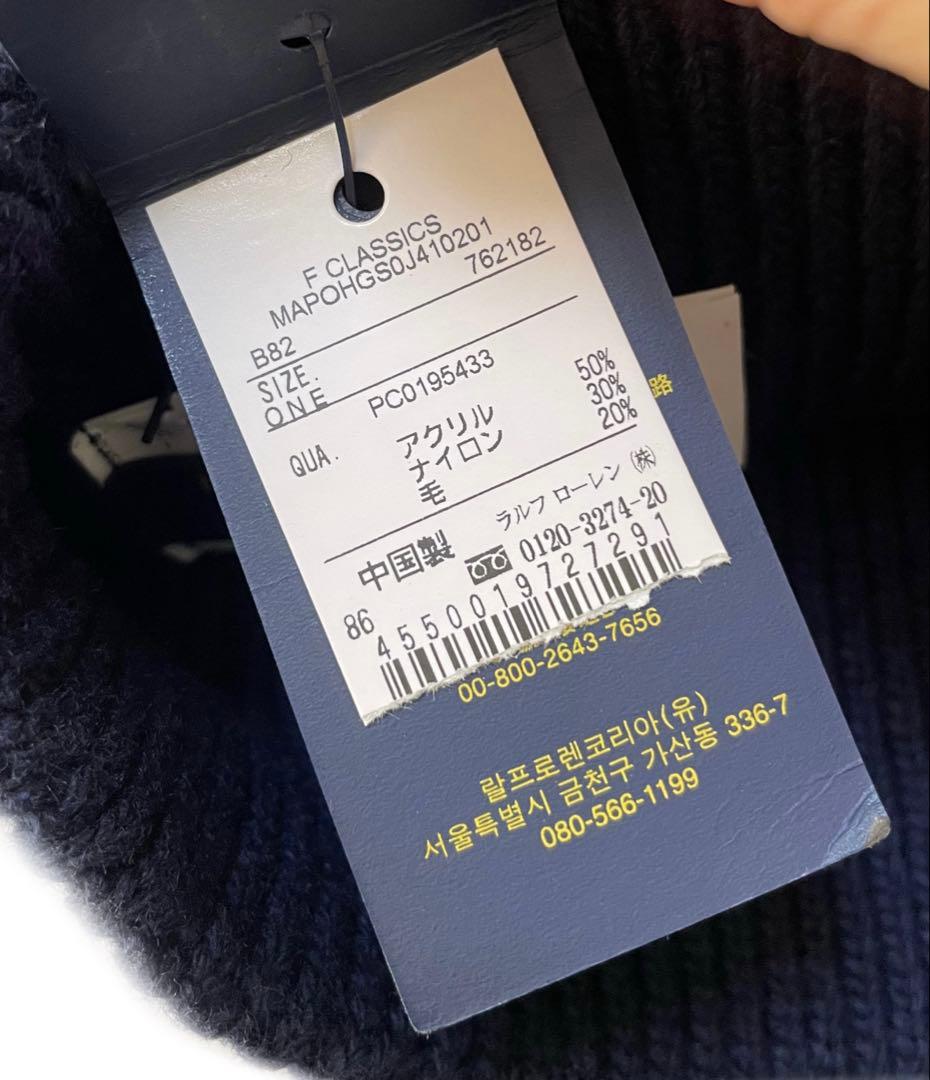 F CLASSICS
MAPOHGS0J410201
B82 762182
SIZE.
ONE
PC0195433
QUA. アクリル 50%
ナイロン 30%
毛 20%
ラルフ ローレン (株)
中国製 0120-3274-20
86 4550019727291
路
00-800-2643-7656
랄프로렌코리아(유)
서울특별시 금천구 가산동 336-7
080-566-1199